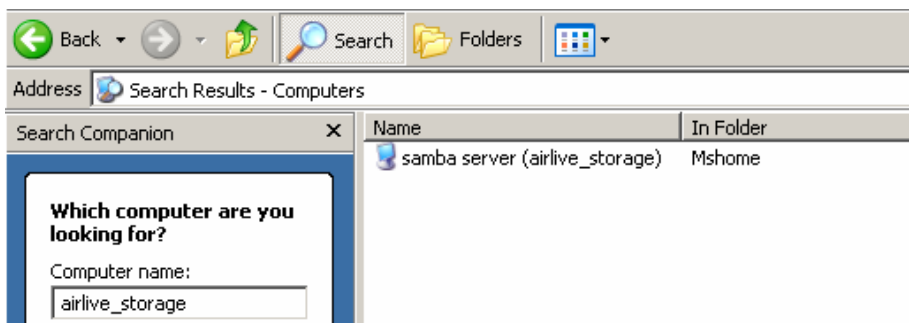 Back Search Folders
Address Search Results - Computers
Search Companion x
Name In Folder
samba server (airlive_storage) Mshome
Which computer are you
looking for?
Computer name:
airlive_storage